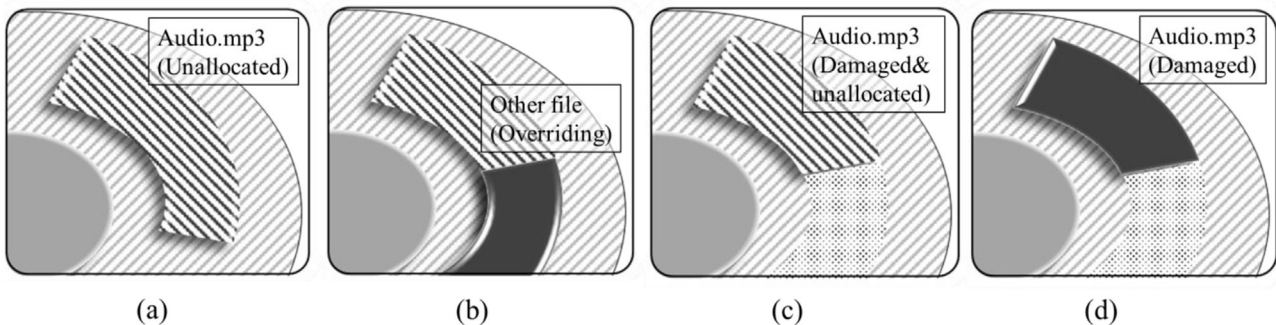 Audio.mp3
(Unallocated)
Other file
(Overriding)
Audio.mp3
(Damaged&
unallocated)
Audio.mp3
(Damaged)
(a)
(b)
(c)
(d)